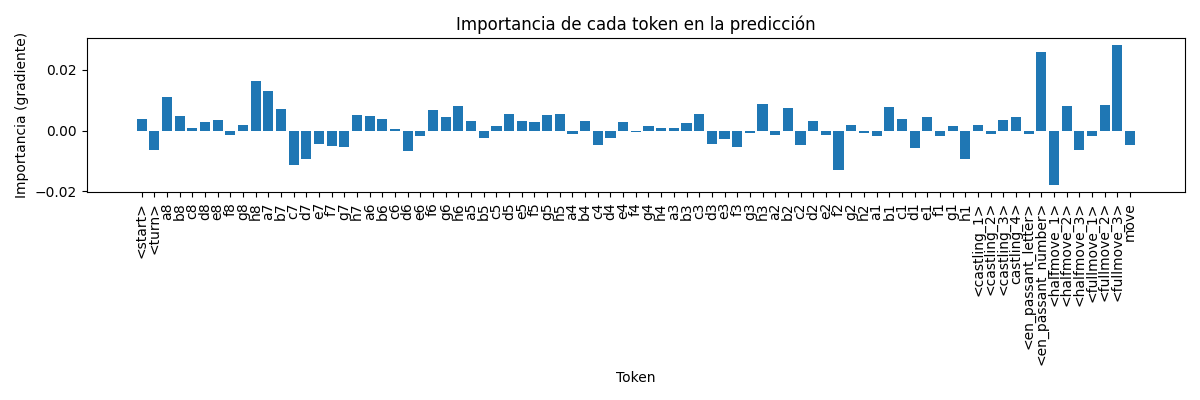 Importancia de cada token en la predicción
Importancia (gradiente)
0.02
0.00
−0.02
<start>
<turn>
a8
b8
c8
d8
e8
f8
g8
h8
a7
b7
c7
d7
e7
f7
g7
h7
a6
b6
c6
d6
e6
f6
g6
h6
a5
b5
c5
d5
e5
f5
g5
h5
a4
b4
c4
d4
e4
f4
g4
h4
a3
b3
c3
d3
e3
f3
g3
h3
a2
b2
c2
d2
e2
f2
g2
h2
a1
b1
c1
d1
e1
f1
g1
h1
<castling_1>
<castling_2>
<castling_3>
castling_4>
<en_passant_letter>
<en_passant_number>
<halfmove_1>
<halfmove_2>
<halfmove_3>
<fullmove_1>
<fullmove_2>
<fullmove_3>
move
Token